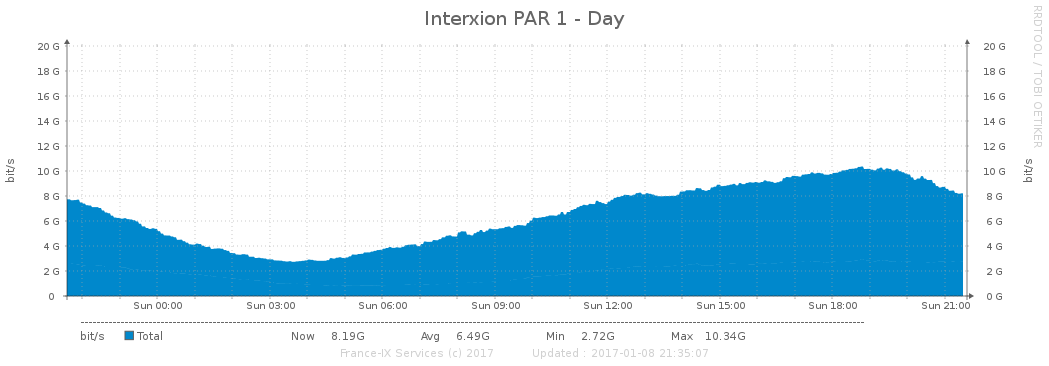 Interxion PAR 1 - Day
RRDTOOL / TOBI OETIKER
bit/s
bit/s
20 G 20 G
18 G 18 G
16 G 16 G
14 G 14 G
12 G 12 G
10 G 10 G
8 G 8 G
6 G 6 G
4 G 4 G
2 G 2 G
0 0 G
Sun 00:00 Sun 03:00 Sun 06:00 Sun 09:00 Sun 12:00 Sun 15:00 Sun 18:00 Sun 21:00
bit/s Total Now 8.19G Avg 6.49G Min 2.72G Max 10.34G
France-IX Services (c) 2017 Updated : 2017-01-08 21:35:07